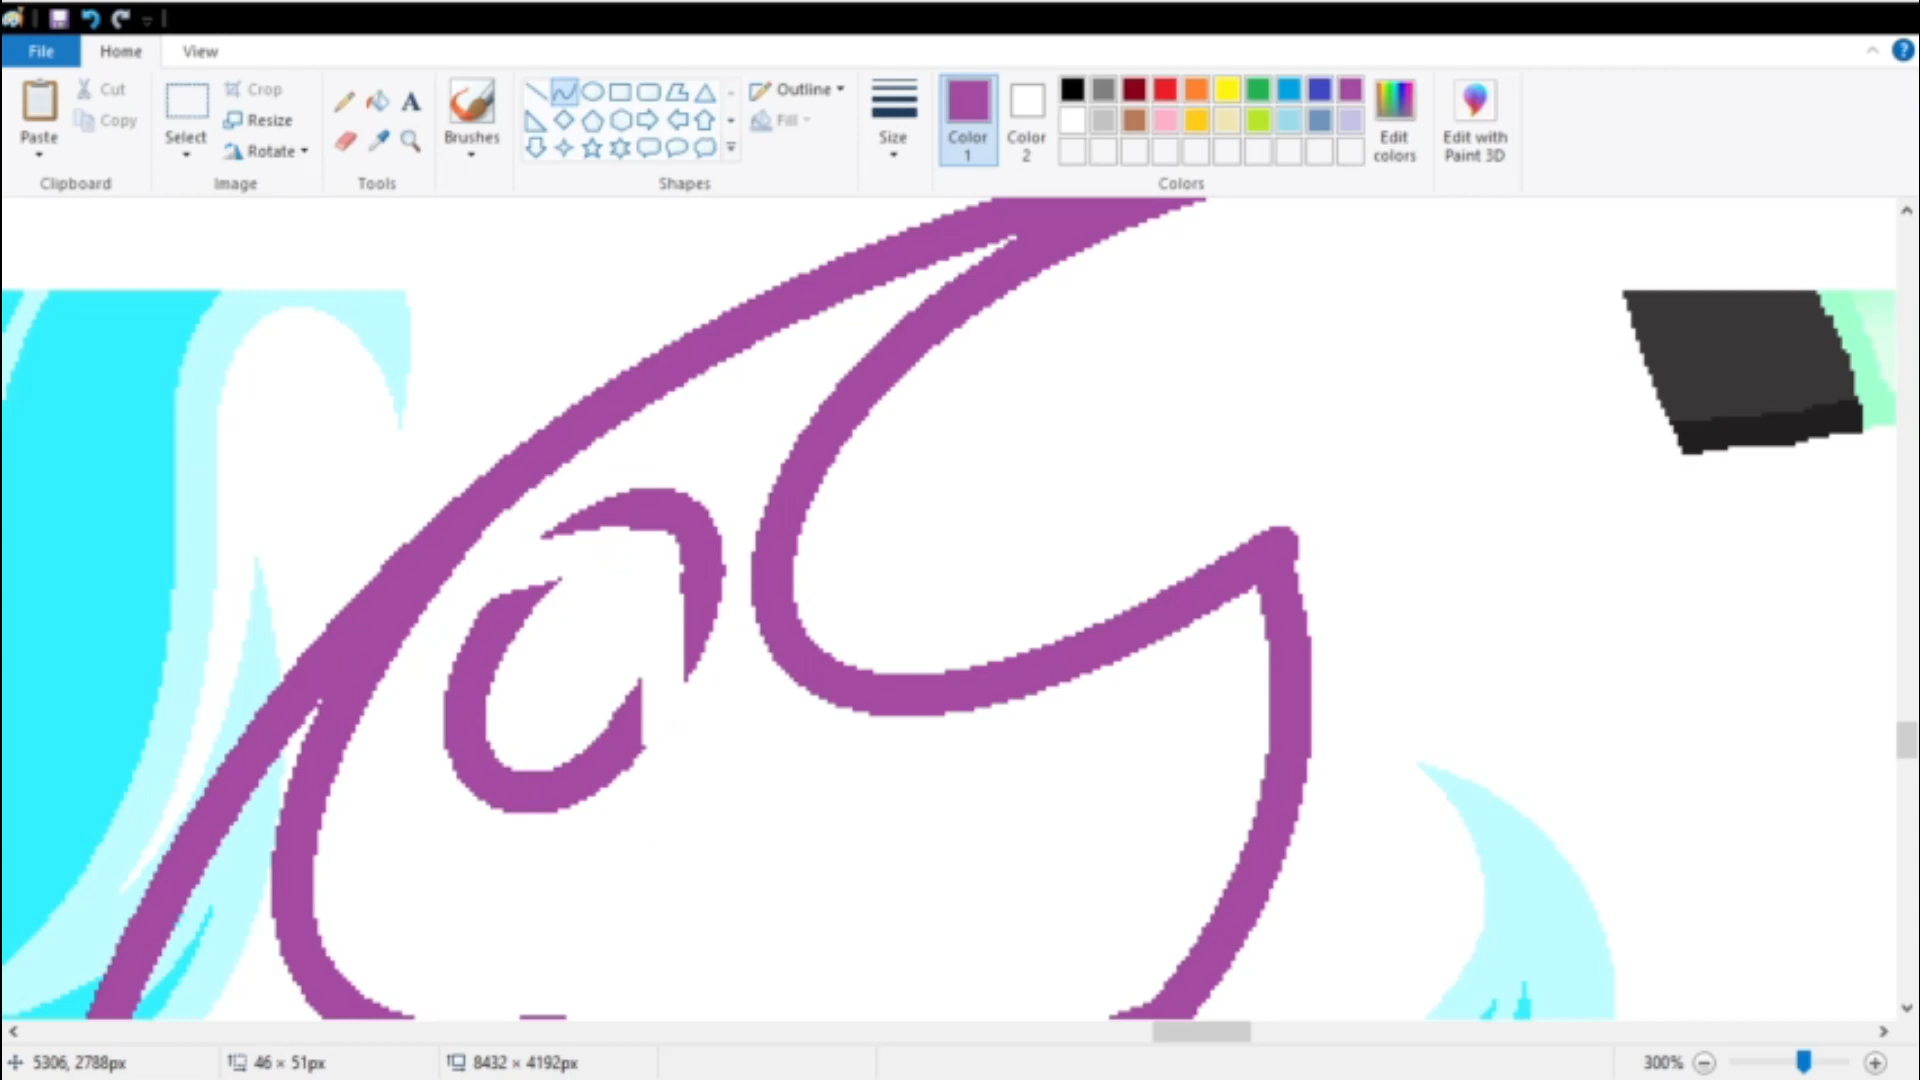 File Home View
Paste
Cut
Copy
Clipboard
Select
Crop
Resize
Rotate
Image
A
Tools
Brushes
Shapes
Outline
Fill
Size
Color
1
Color
2
Colors
Edit
colors
Edit with
Paint 3D
?
5306, 2788px 46 × 51px 8432 × 4192px 300%